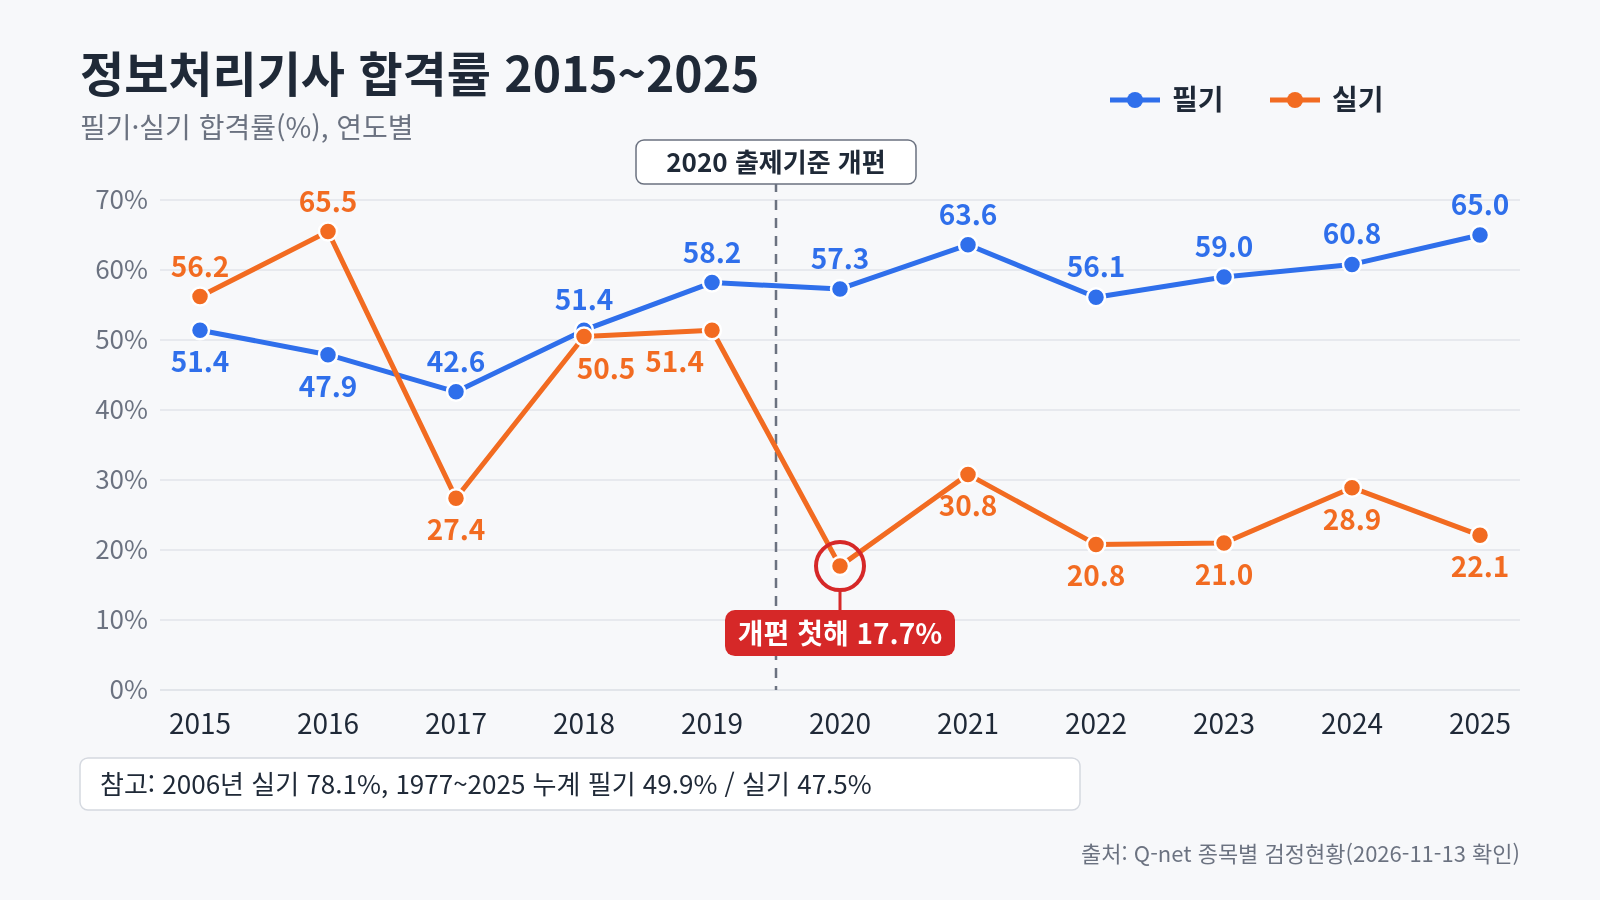 정보처리기사 합격률 2015~2025
필기·실기 합격률(%), 연도별
필기 실기
2020 출제기준 개편
70%
60%
50%
40%
30%
20%
10%
0%
56.2 65.5 27.4 50.5 51.4 30.8 20.8 21.0 28.9 22.1
51.4 47.9 42.6 51.4 58.2 57.3 63.6 56.1 59.0 60.8 65.0
개편 첫해 17.7%
2015 2016 2017 2018 2019 2020 2021 2022 2023 2024 2025
참고: 2006년 실기 78.1%, 1977~2025 누계 필기 49.9% / 실기 47.5%
출처: Q-net 종목별 검정현황(2026-11-13 확인)